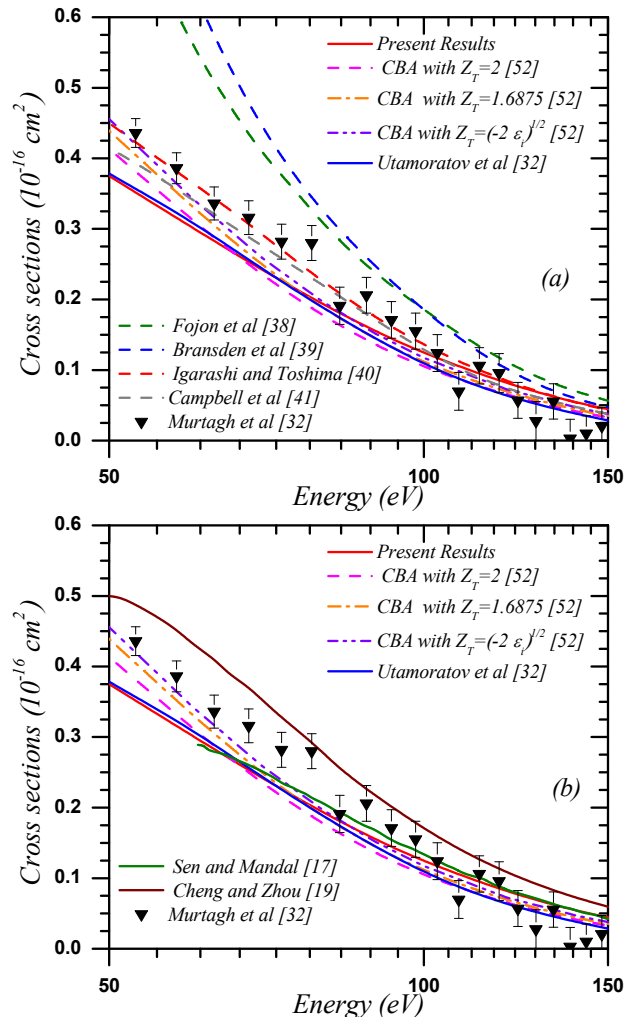 0.6
0.5
0.4
0.3
0.2
0.1
0.0
Cross sections (10⁻¹⁶ cm²)
Present Results
CBA with Z_T=2 [52]
CBA with Z_T=1.6875 [52]
CBA with Z_T=(-2 ε_i)^1/2 [52]
Utamoratov et al [32]
(a)
Fojon et al [38]
Bransden et al [39]
Igarashi and Toshima [40]
Campbell et al [41]
Murtagh et al [32]
50
100
150
Energy (eV)
0.6
0.5
0.4
0.3
0.2
0.1
0.0
Cross sections (10⁻¹⁶ cm²)
Present Results
CBA with Z_T=2 [52]
CBA with Z_T=1.6875 [52]
CBA with Z_T=(-2 ε_i)^1/2 [52]
Utamoratov et al [32]
(b)
Sen and Mandal [17]
Cheng and Zhou [19]
Murtagh et al [32]
50
100
150
Energy (eV)